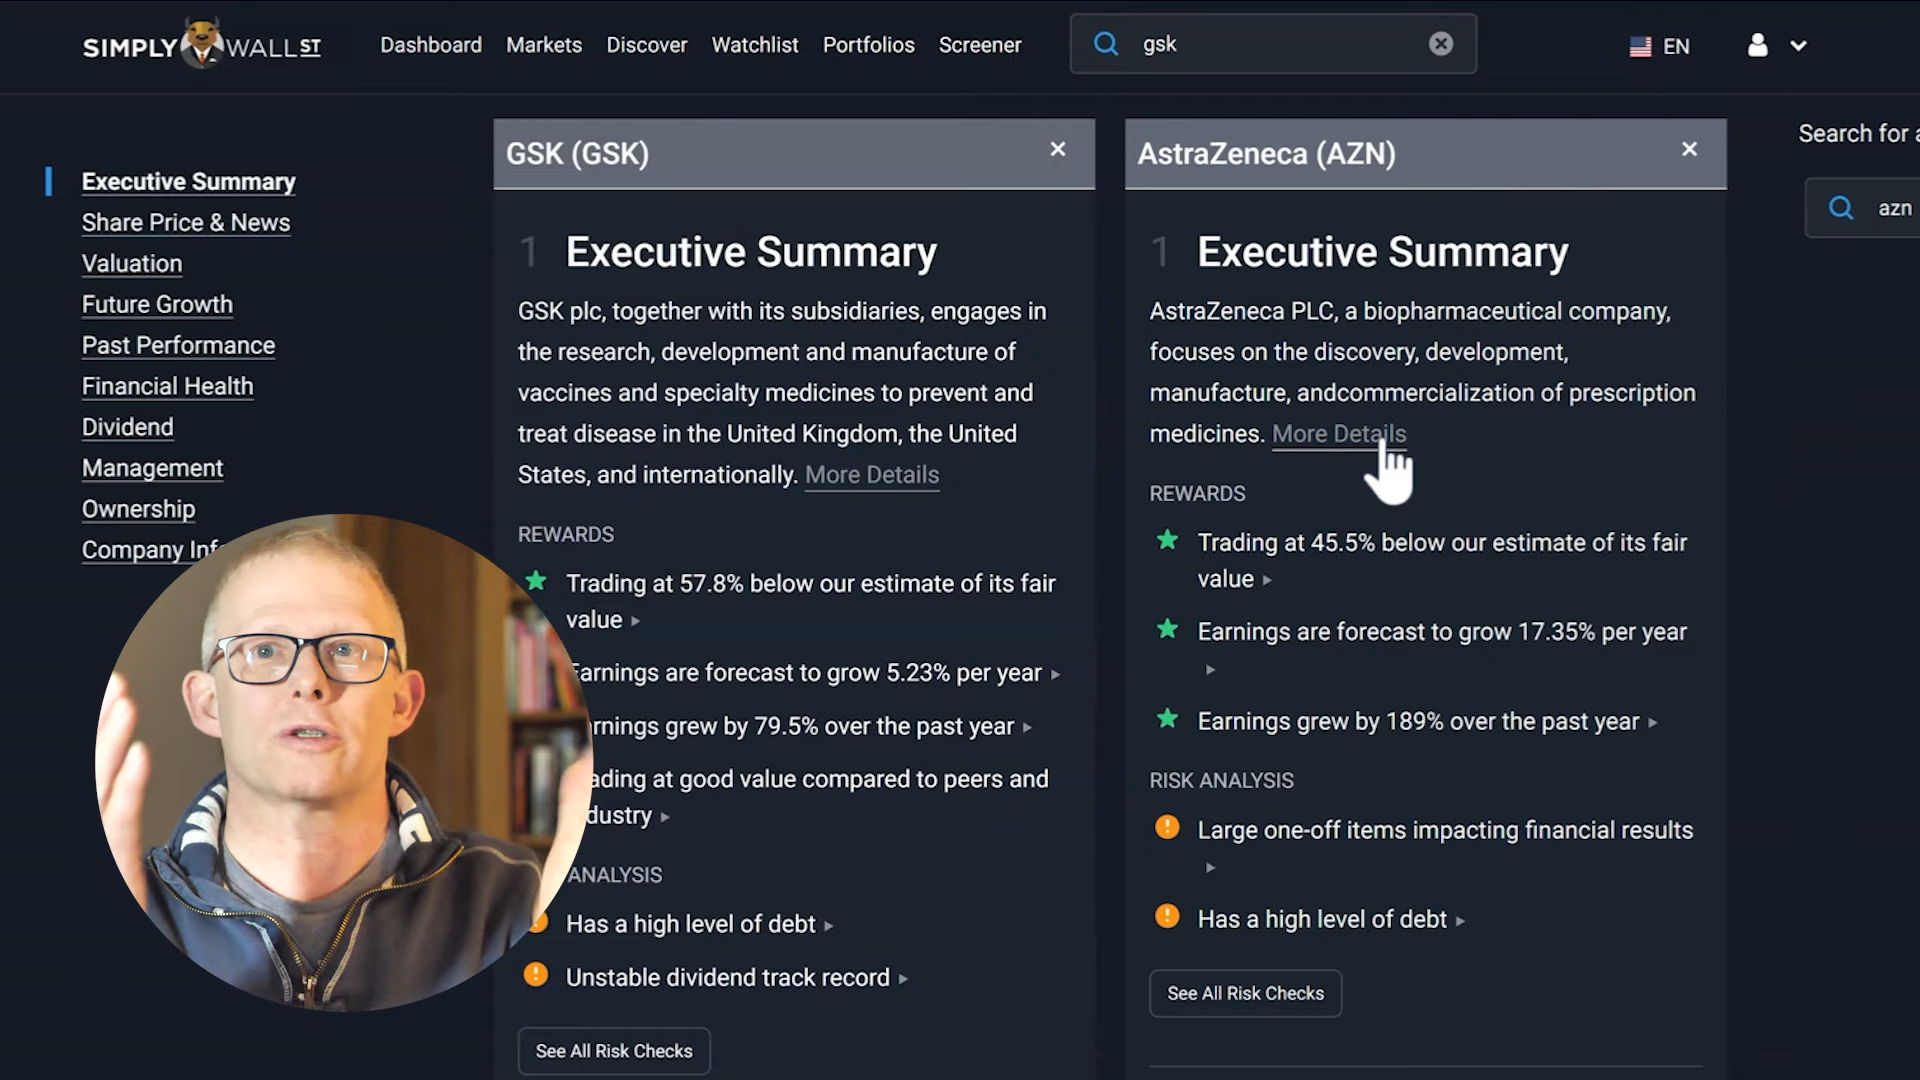 SIMPLY WALL ST
Dashboard
Markets
Discover
Watchlist
Portfolios
Screener
gsk
EN
Executive Summary
Share Price & News
Valuation
Future Growth
Past Performance
Financial Health
Dividend
Management
Ownership
Company Inf
GSK (GSK)
1 Executive Summary
GSK plc, together with its subsidiaries, engages in
the research, development and manufacture of
vaccines and specialty medicines to prevent and
treat disease in the United Kingdom, the United
States, and internationally. More Details
REWARDS
Trading at 57.8% below our estimate of its fair
value
Earnings are forecast to grow 5.23% per year
rnings grew by 79.5% over the past year
ading at good value compared to peers and
dustry
ANALYSIS
Has a high level of debt
Unstable dividend track record
See All Risk Checks
AstraZeneca (AZN)
1 Executive Summary
AstraZeneca PLC, a biopharmaceutical company,
focuses on the discovery, development,
manufacture, andcommercialization of prescription
medicines. More Details
REWARDS
Trading at 45.5% below our estimate of its fair
value
Earnings are forecast to grow 17.35% per year
Earnings grew by 189% over the past year
RISK ANALYSIS
Large one-off items impacting financial results
Has a high level of debt
See All Risk Checks
Search for a
azn